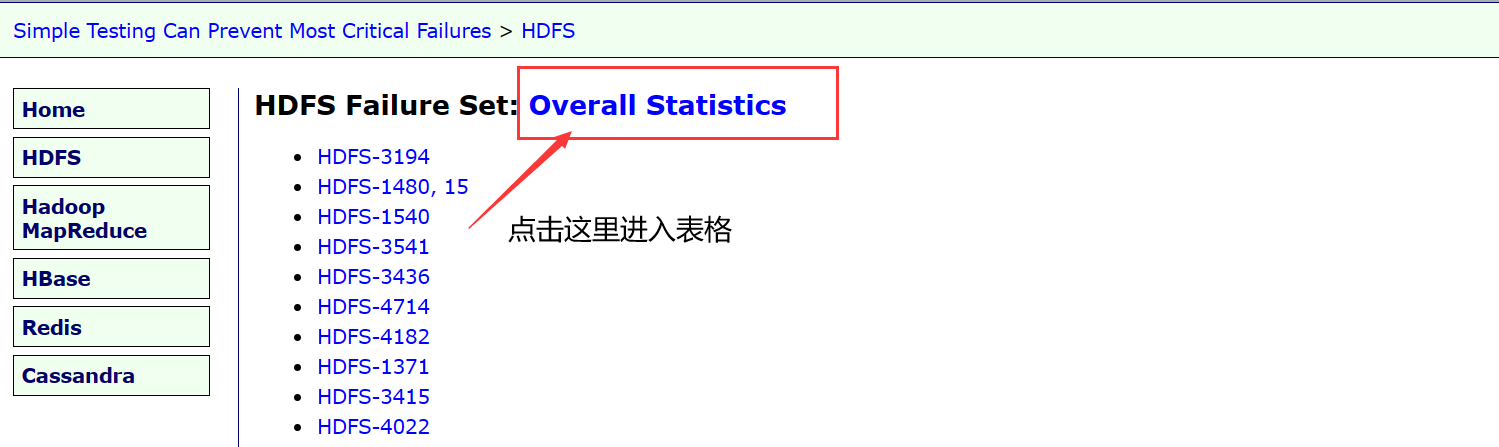 Simple Testing Can Prevent Most Critical Failures > HDFS
Home
HDFS
Hadoop
MapReduce
HBase
Redis
Cassandra
HDFS Failure Set: Overall Statistics
HDFS-3194
HDFS-1480, 15
HDFS-1540
HDFS-3541
HDFS-3436
HDFS-4714
HDFS-4182
HDFS-1371
HDFS-3415
HDFS-4022
点击这里进入表格